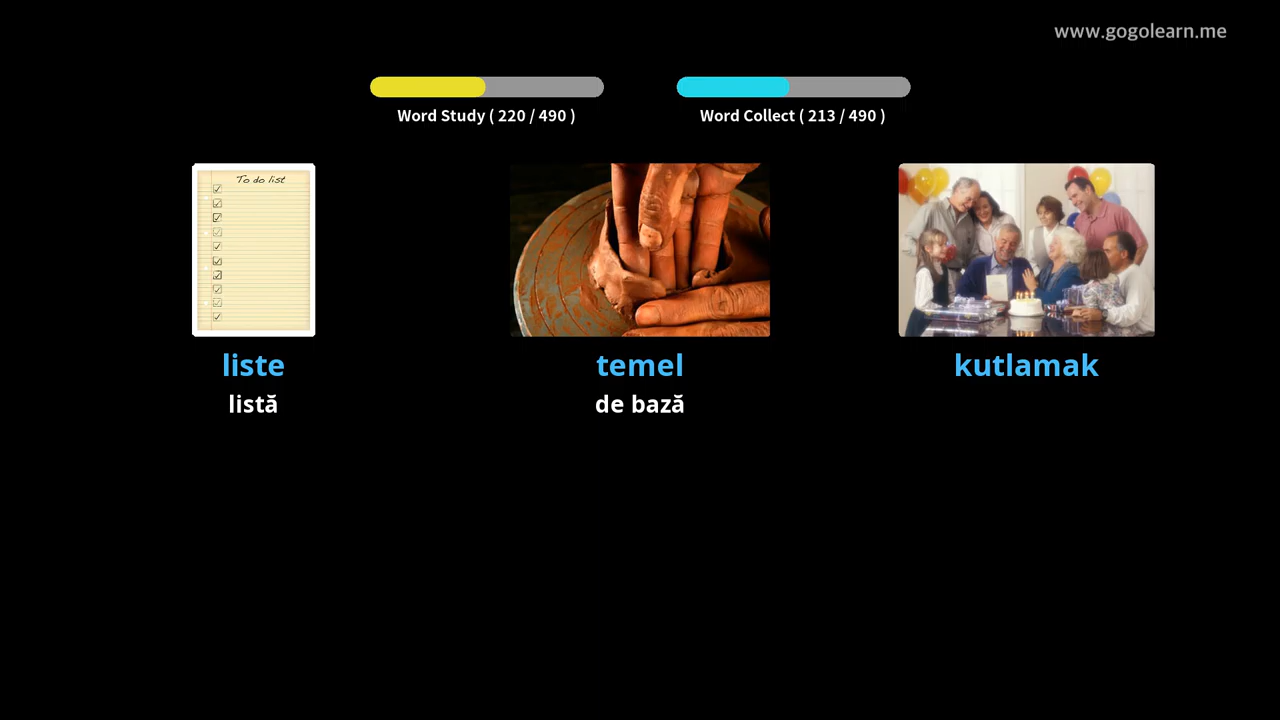 www.gogolearn.me
Word Study ( 220 / 490 )
Word Collect ( 213 / 490 )
To do list
liste
temel
kutlamak
listă
de bază